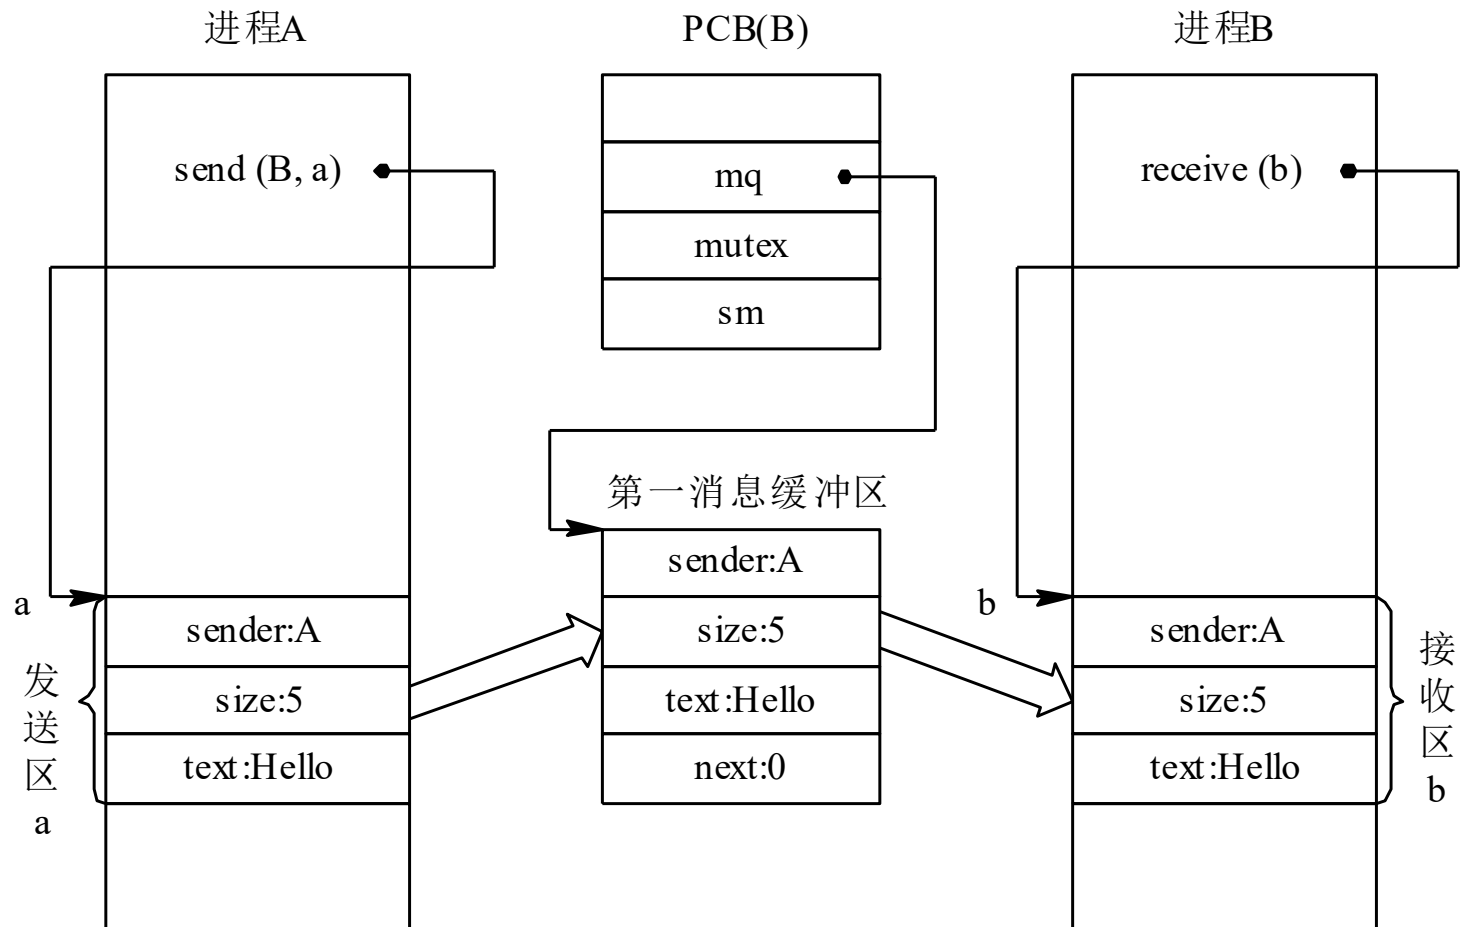 进程A
PCB(B)
进程B
send (B, a)
mq
receive (b)
mutex
sm
第一消息缓冲区
sender:A
size:5
text:Hello
next:0
a
发送区a
sender:A
size:5
text:Hello
b
sender:A
size:5
text:Hello
接收区b